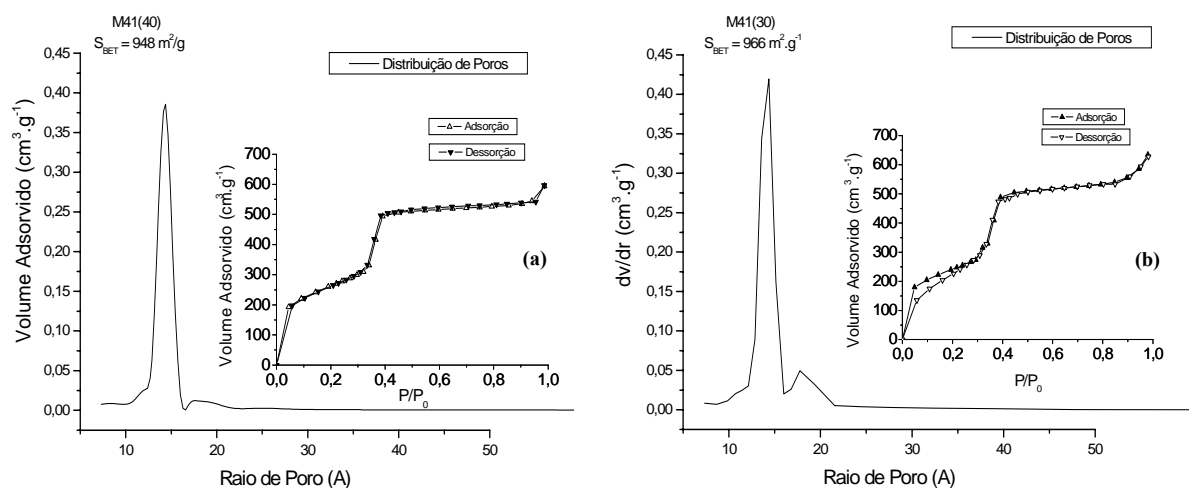 M41(40)
S_BET = 948 m²/g
Distribuição de Poros
Volume Adsorvido (cm³.g⁻¹)
0,45
0,40
0,35
0,30
0,25
0,20
0,15
0,10
0,05
0,00
10
20
30
40
50
Raio de Poro (A)
Adsorção
Dessorção
Volume Adsorvido (cm³.g⁻¹)
700
600
500
400
300
200
100
0
0,0
0,2
0,4
0,6
0,8
1,0
P/P₀
(a)
M41(30)
S_BET = 966 m².g⁻¹
Distribuição de Poros
dv/dr (cm³.g⁻¹)
0,45
0,40
0,35
0,30
0,25
0,20
0,15
0,10
0,05
0,00
10
20
30
40
50
Raio de Poro (A)
Adsorção
Dessorção
Volume Adsorvido (cm³.g⁻¹)
700
600
500
400
300
200
100
0
0,0
0,2
0,4
0,6
0,8
1,0
P/P₀
(b)